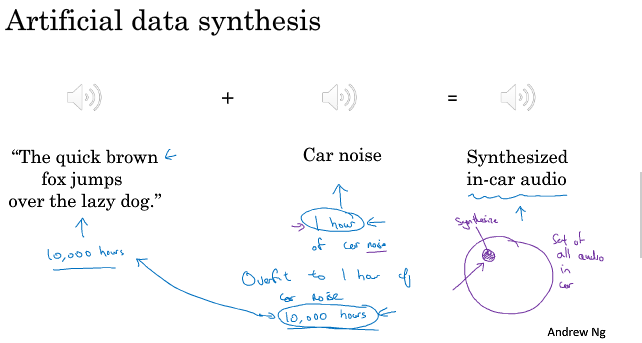 Artificial data synthesis
+
=
“The quick brown
fox jumps
over the lazy dog.”
10,000 hours
Car noise
1 hour
of car noise
Overfit to 1 hour of
car noise
10,000 hours
Synthesized
in-car audio
Synthesize
Set of
all audio
in
car
Andrew Ng